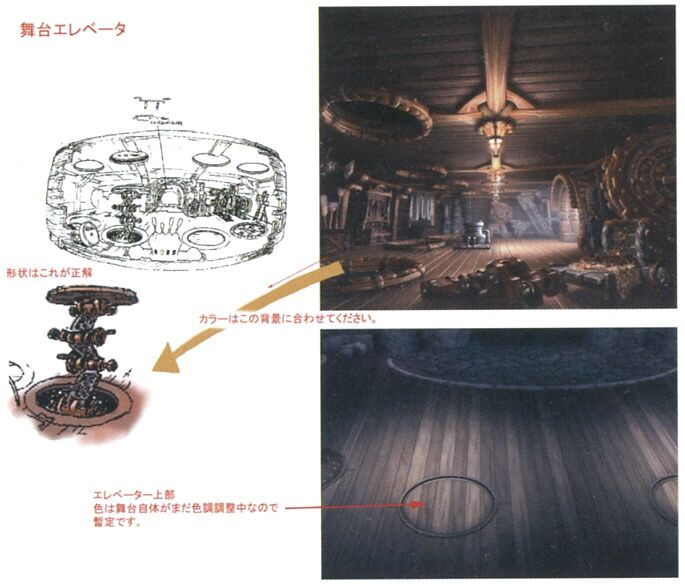 舞台エレベータ
形状はこれが正解
カラーはこの背景に合わせてください。
エレベーター上部
色は舞台自体がまだ色調調整中なので
暫定です。